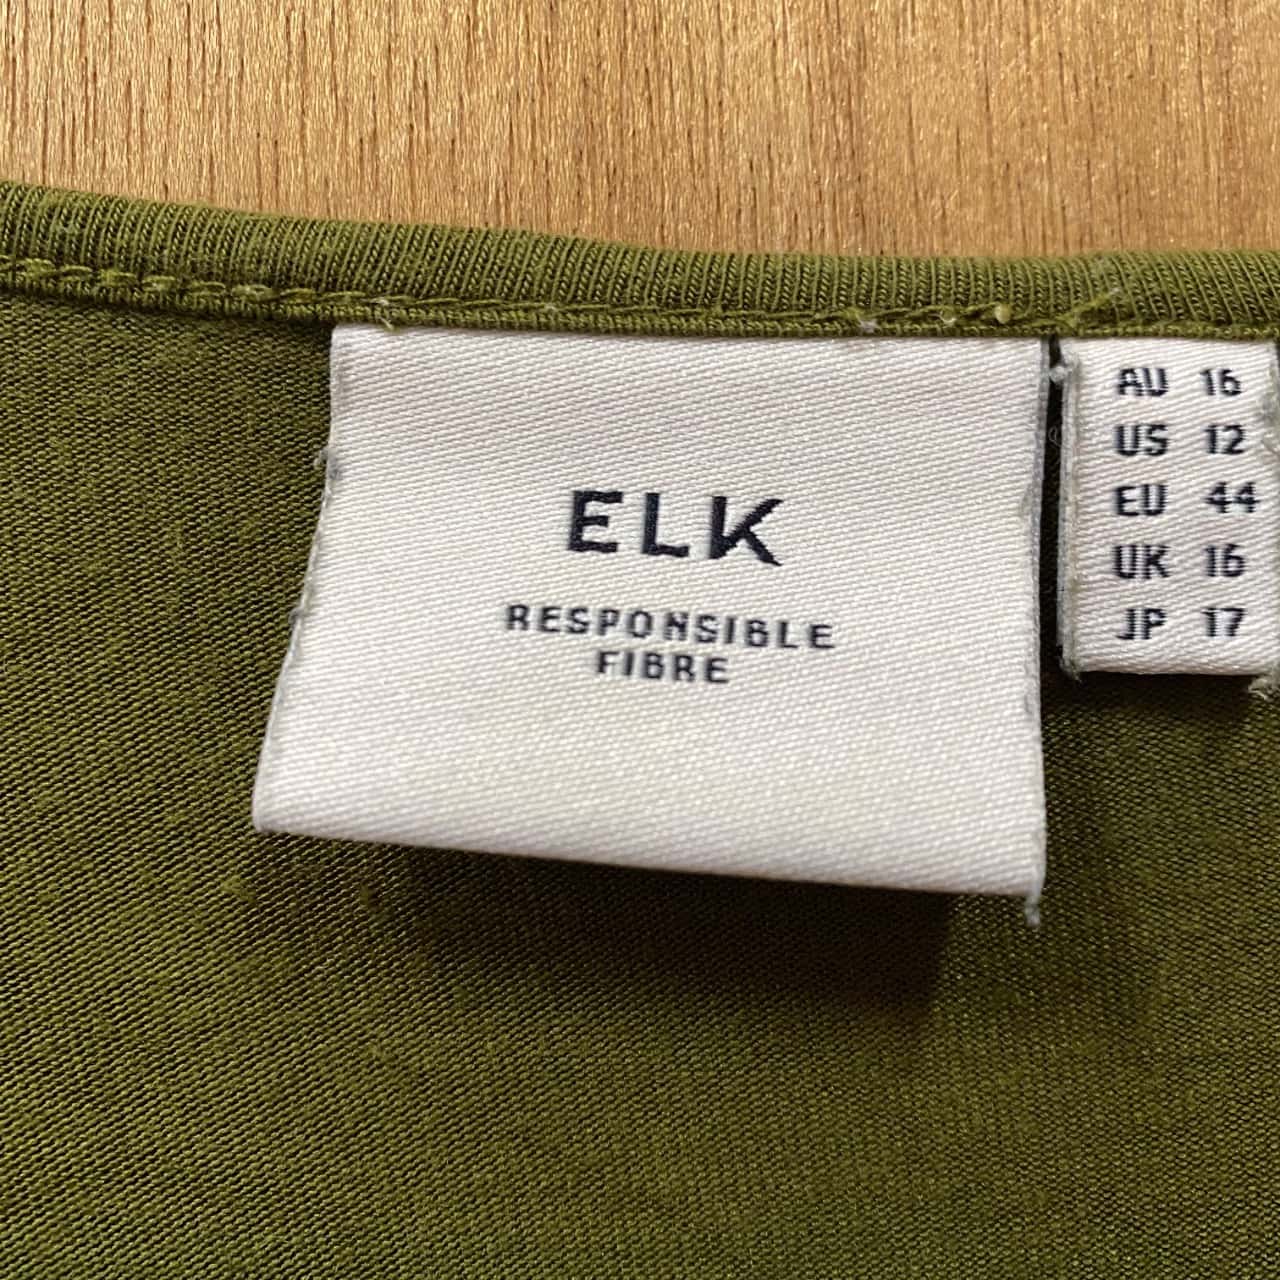 ELK
RESPONSIBLE
FIBRE
AU 16
US 12
EU 44
UK 16
JP 17